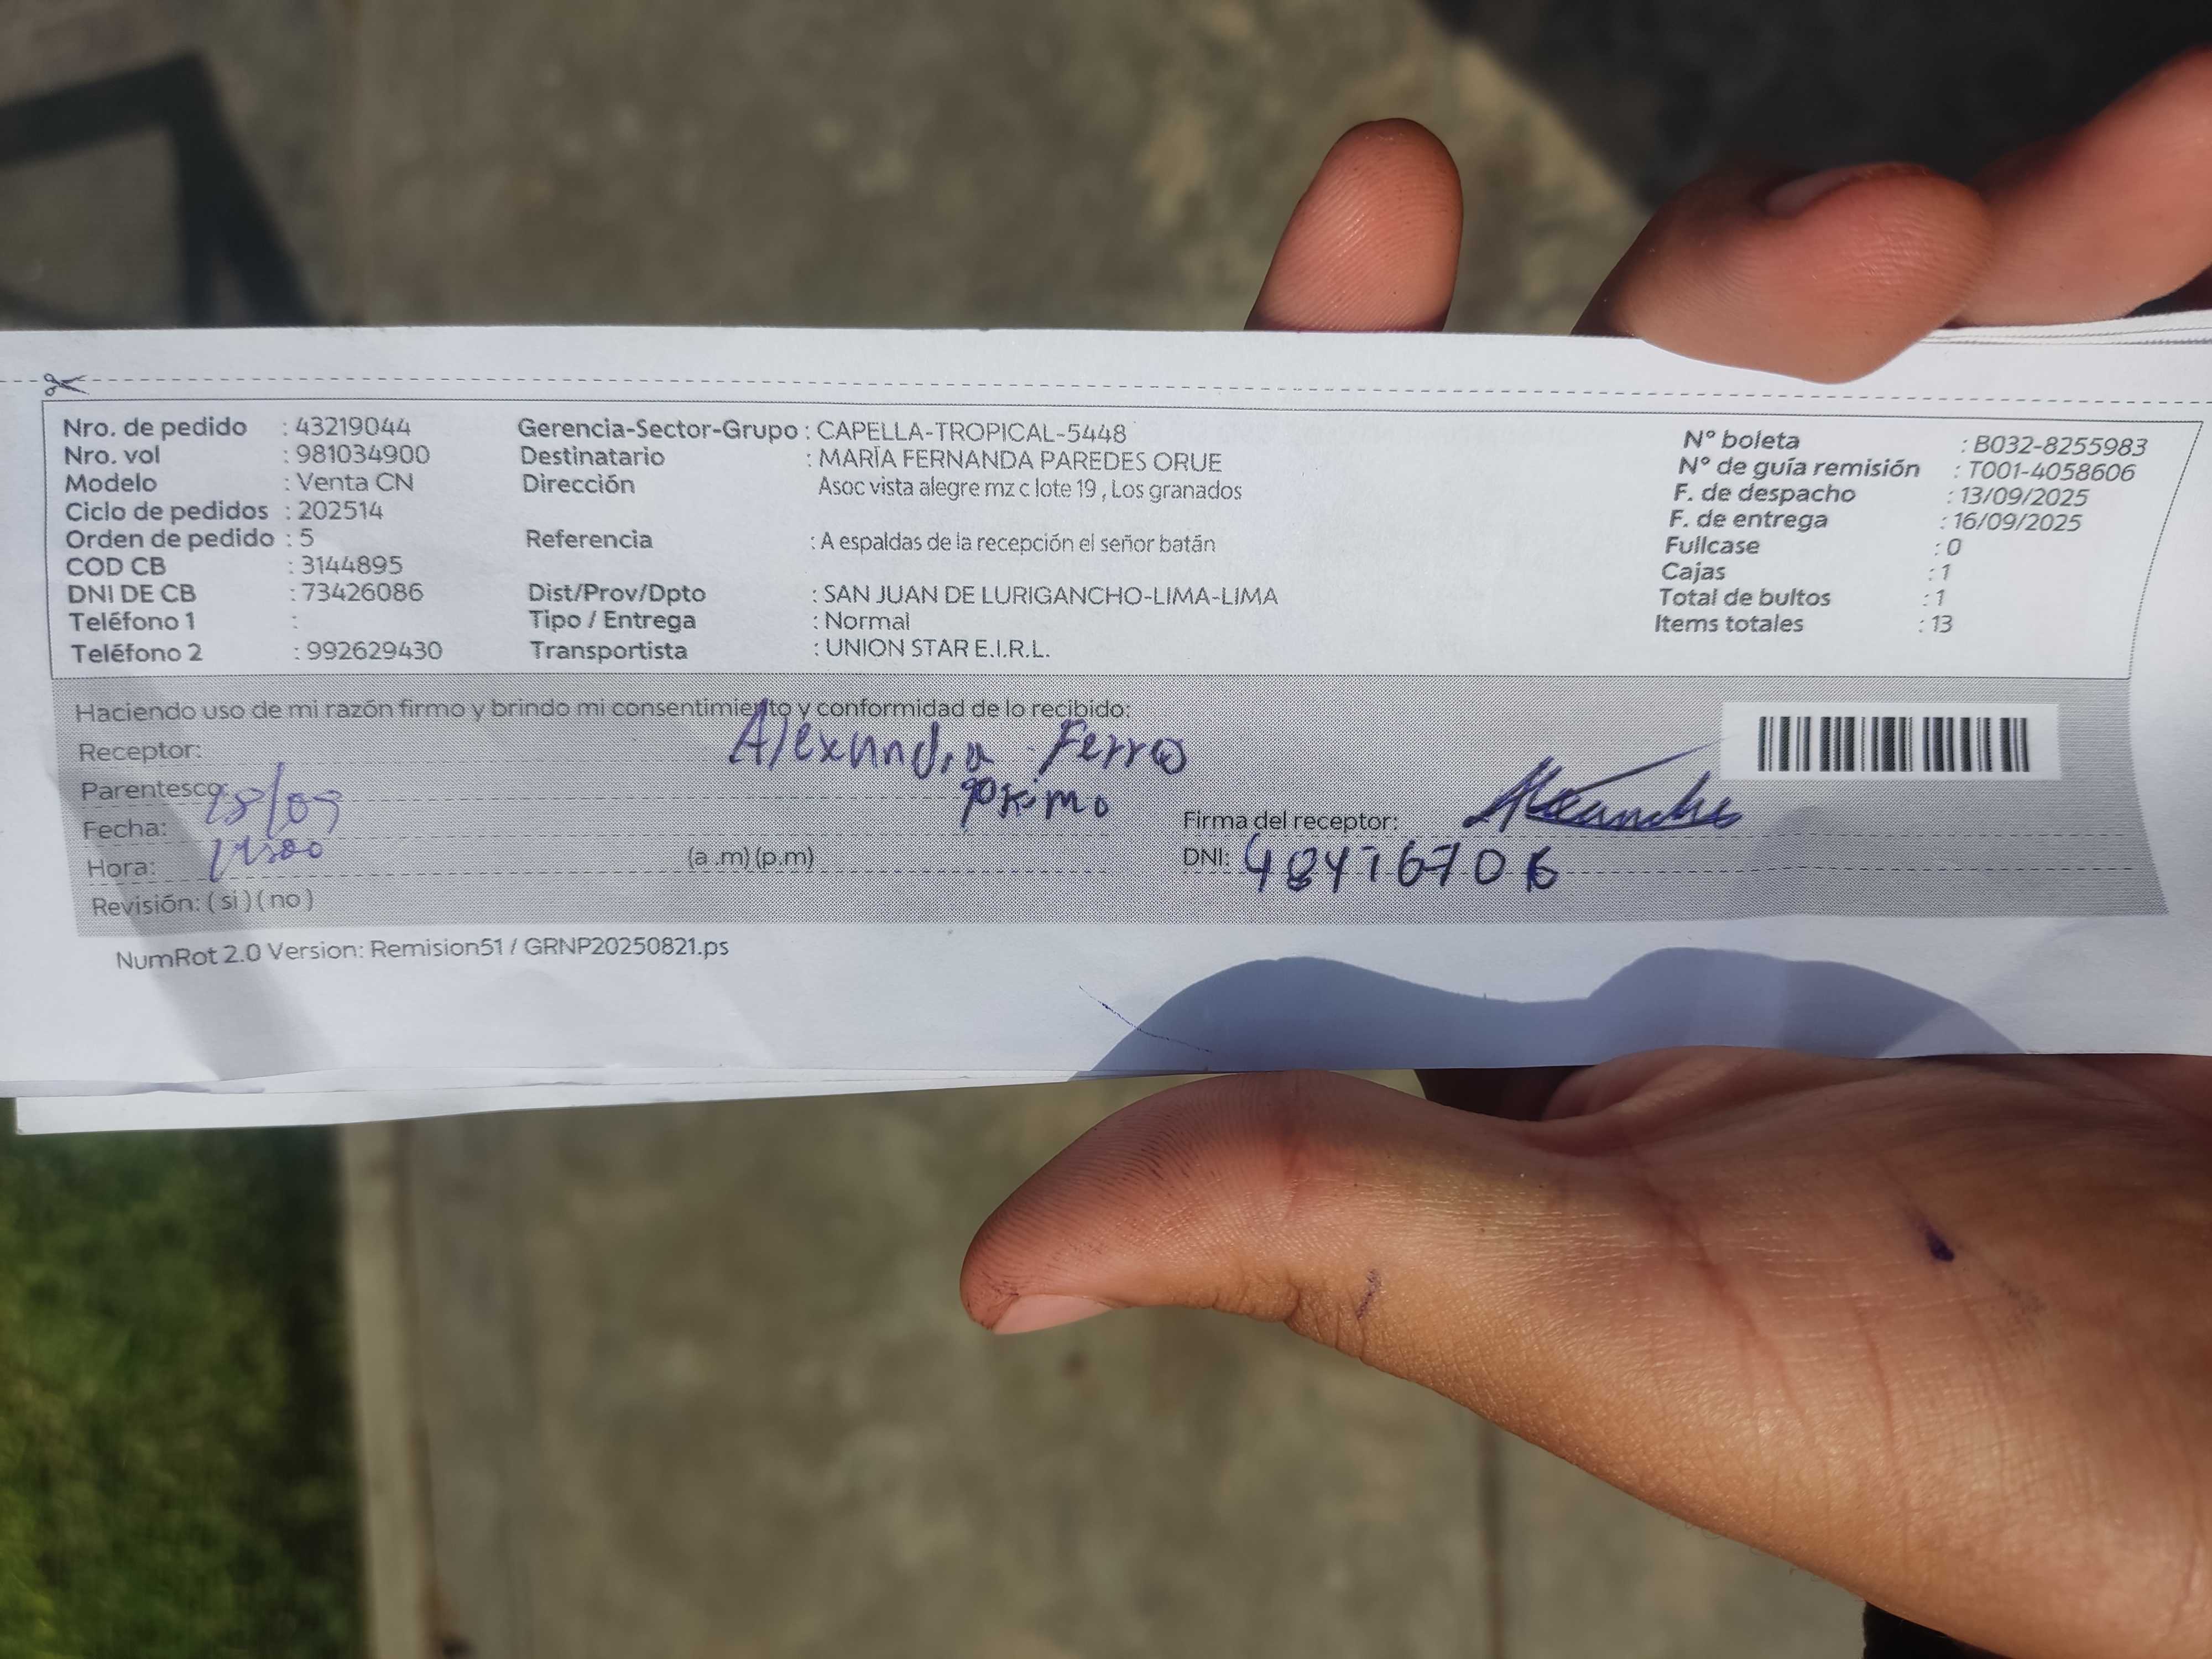 Nro. de pedido : 43219044
Nro. vol : 981034900
Modelo : Venta CN
Ciclo de pedidos : 202514
Orden de pedido : 5
COD CB : 3144895
DNI DE CB : 73426086
Teléfono 1 :
Teléfono 2 : 992629430
Gerencia-Sector-Grupo : CAPELLA-TROPICAL-5448
Destinatario : MARÍA FERNANDA PAREDES ORUE
Dirección Asoc vista alegre mz c lote 19 , Los granados
Referencia : A espaldas de la recepción el señor batán
Dist/Prov/Dpto : SAN JUAN DE LURIGANCHO-LIMA-LIMA
Tipo / Entrega : Normal
Transportista : UNION STAR E.I.R.L.
N° boleta : B032-8255983
N° de guía remisión : T001-4058606
F. de despacho : 13/09/2025
F. de entrega : 16/09/2025
Fullcase : 0
Cajas : 1
Total de bultos : 1
Items totales : 13
Haciendo uso de mi razón firmo y brindo mi consentimiento y conformidad de lo recibido:
Receptor: Alexandra Ferro
Parentesco:
Fecha:
Hora: (a .m) (p.m)
Revisión: ( si ) ( no )
Firma del receptor:
DNI:
NumRot 2.0 Version: Remision51 / GRNP20250821.ps